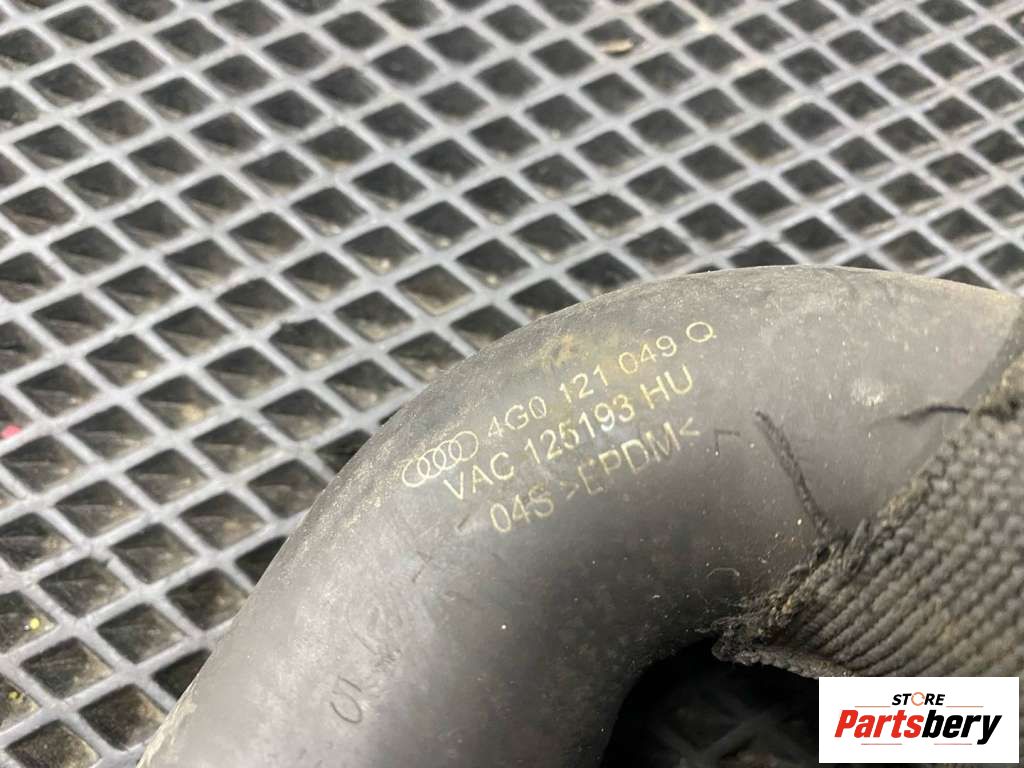 4G0 121 049 Q
VAC 125193 HU
04S >EPDM<
STORE
Partsbery